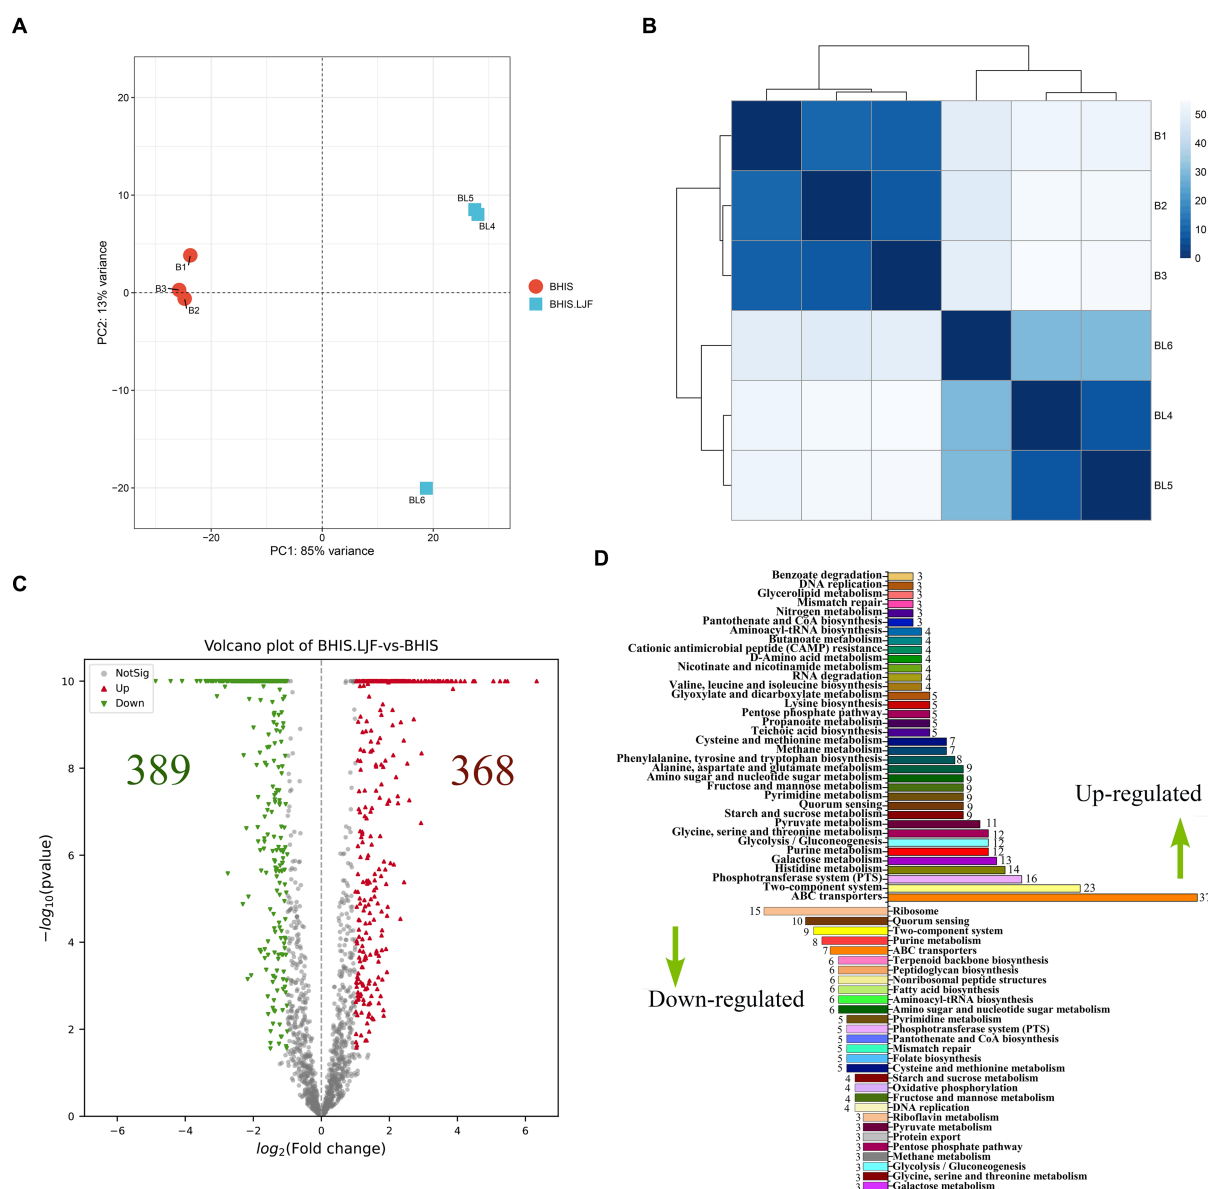 A
20
10
0
−10
−20
−20
0
20
PC2: 13% variance
PC1: 85% variance
BL5
BL4
B1
B3
B2
BL6
BHIS
BHIS.LJF
B
B1
B2
B3
BL6
BL4
BL5
50
40
30
20
10
0
C
Volcano plot of BHIS.LJF-vs-BHIS
NotSig
Up
Down
389
368
10
8
6
4
2
0
−6
−4
−2
0
2
4
6
−log10(pvalue)
log2(Fold change)
D
Benzoate degradation 3
DNA replication 3
Glycerolipid metabolism 3
Mismatch repair 3
Nitrogen metabolism 3
Pantothenate and CoA biosynthesis 3
Aminoacyl-tRNA biosynthesis 4
Butanoate metabolism 4
Cationic antimicrobial peptide (CAMP) resistance 4
D-Amino acid metabolism 4
Nicotinate and nicotinamide metabolism 4
RNA degradation 4
Valine, leucine and isoleucine biosynthesis 4
Glyoxylate and dicarboxylate metabolism 5
Lysine biosynthesis 5
Pentose phosphate pathway 5
Propanoate metabolism 5
Teichoic acid biosynthesis 5
Cysteine and methionine metabolism 7
Methane metabolism 7
Phenylalanine, tyrosine and tryptophan biosynthesis 8
Alanine, aspartate and glutamate metabolism 9
Amino sugar and nucleotide sugar metabolism 9
Fructose and mannose metabolism 9
Pyrimidine metabolism 9
Quorum sensing 9
Starch and sucrose metabolism 9
Pyruvate metabolism 11
Glycine, serine and threonine metabolism 12
Glycolysis / Gluconeogenesis 12
Purine metabolism 12
Galactose metabolism 13
Histidine metabolism 14
Phosphotransferase system (PTS) 16
Two-component system 23
ABC transporters 37
Up-regulated
Down-regulated
15 Ribosome
10 Quorum sensing
9 Two-component system
8 Purine metabolism
7 ABC transporters
6 Terpenoid backbone biosynthesis
6 Peptidoglycan biosynthesis
6 Nonribosomal peptide structures
6 Fatty acid biosynthesis
6 Aminoacyl-tRNA biosynthesis
6 Amino sugar and nucleotide sugar metabolism
5 Pyrimidine metabolism
5 Phosphotransferase system (PTS)
5 Pantothenate and CoA biosynthesis
5 Mismatch repair
5 Folate biosynthesis
5 Cysteine and methionine metabolism
4 Starch and sucrose metabolism
4 Oxidative phosphorylation
4 Fructose and mannose metabolism
4 DNA replication
3 Riboflavin metabolism
3 Pyruvate metabolism
3 Protein export
3 Pentose phosphate pathway
3 Methane metabolism
3 Glycolysis / Gluconeogenesis
3 Glycine, serine and threonine metabolism
3 Galactose metabolism